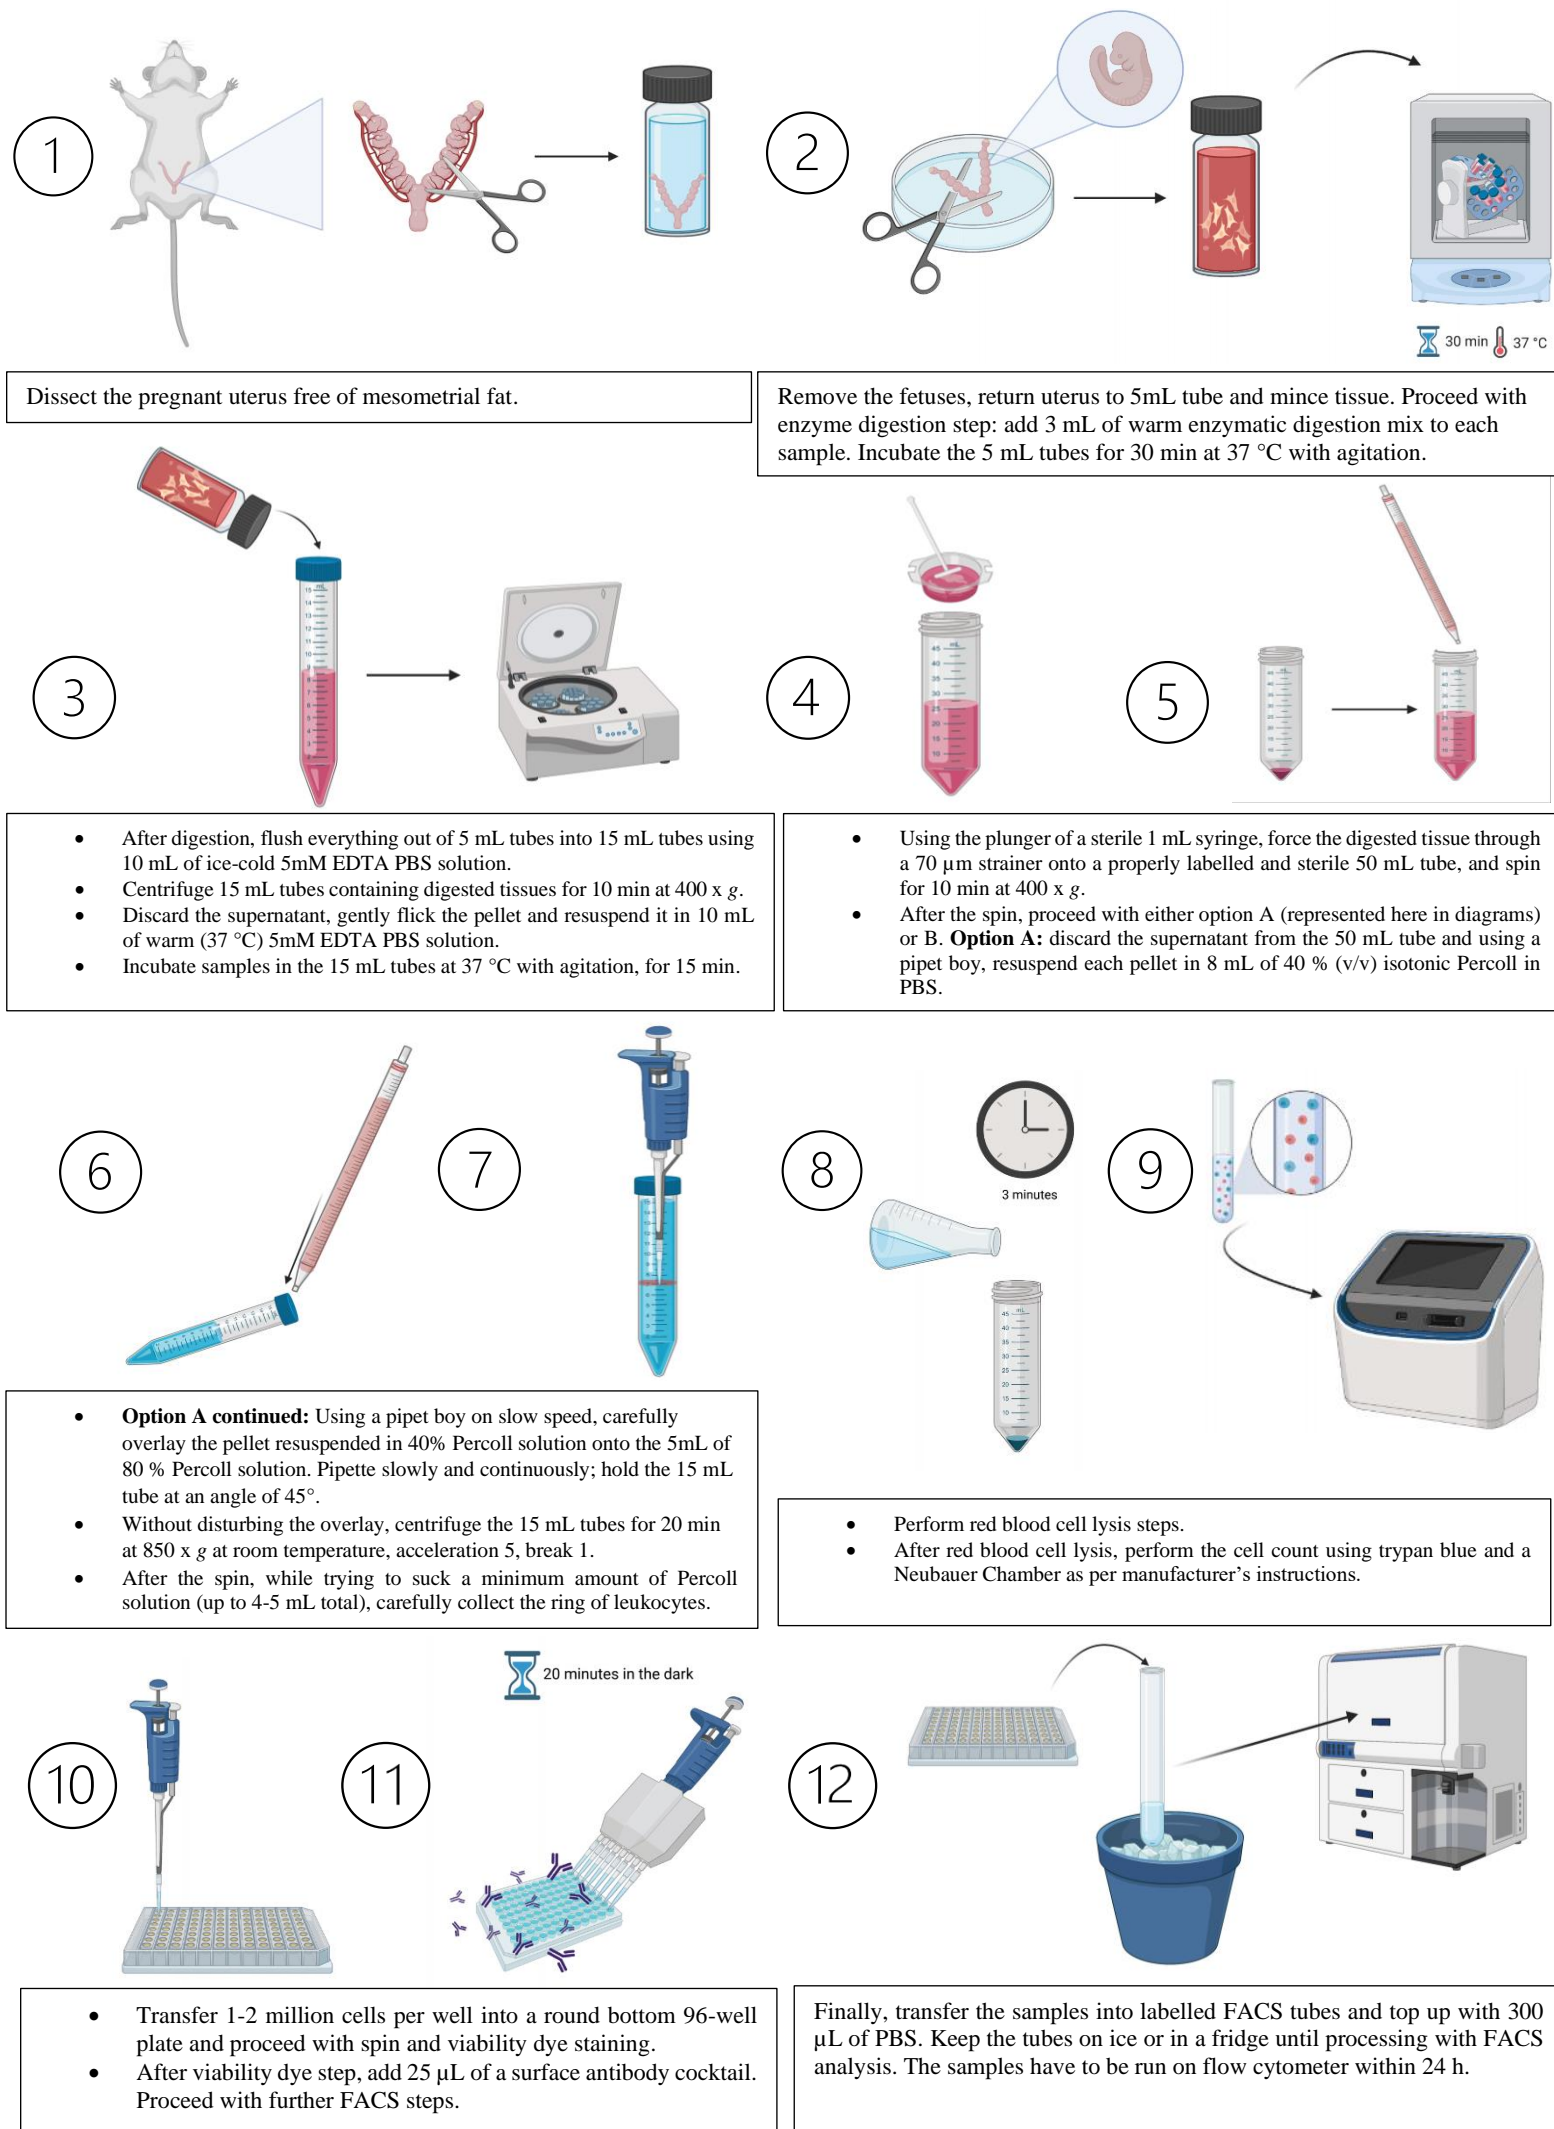 1
2
30 min
37 °C
Dissect the pregnant uterus free of mesometrial fat.
Remove the fetuses, return uterus to 5mL tube and mince tissue. Proceed with
enzyme digestion step: add 3 mL of warm enzymatic digestion mix to each
sample. Incubate the 5 mL tubes for 30 min at 37 °C with agitation.
3
4
5
• After digestion, flush everything out of 5 mL tubes into 15 mL tubes using
10 mL of ice-cold 5mM EDTA PBS solution.
• Centrifuge 15 mL tubes containing digested tissues for 10 min at 400 x g.
• Discard the supernatant, gently flick the pellet and resuspend it in 10 mL
of warm (37 °C) 5mM EDTA PBS solution.
• Incubate samples in the 15 mL tubes at 37 °C with agitation, for 15 min.
• Using the plunger of a sterile 1 mL syringe, force the digested tissue through
a 70 µm strainer onto a properly labelled and sterile 50 mL tube, and spin
for 10 min at 400 x g.
• After the spin, proceed with either option A (represented here in diagrams)
or B. Option A: discard the supernatant from the 50 mL tube and using a
pipet boy, resuspend each pellet in 8 mL of 40 % (v/v) isotonic Percoll in
PBS.
6
7
8
3 minutes
9
• Option A continued: Using a pipet boy on slow speed, carefully
overlay the pellet resuspended in 40% Percoll solution onto the 5mL of
80 % Percoll solution. Pipette slowly and continuously; hold the 15 mL
tube at an angle of 45°.
• Without disturbing the overlay, centrifuge the 15 mL tubes for 20 min
at 850 x g at room temperature, acceleration 5, break 1.
• After the spin, while trying to suck a minimum amount of Percoll
solution (up to 4-5 mL total), carefully collect the ring of leukocytes.
• Perform red blood cell lysis steps.
• After red blood cell lysis, perform the cell count using trypan blue and a
Neubauer Chamber as per manufacturer’s instructions.
10
11
20 minutes in the dark
12
• Transfer 1-2 million cells per well into a round bottom 96-well
plate and proceed with spin and viability dye staining.
• After viability dye step, add 25 µL of a surface antibody cocktail.
Proceed with further FACS steps.
Finally, transfer the samples into labelled FACS tubes and top up with 300
µL of PBS. Keep the tubes on ice or in a fridge until processing with FACS
analysis. The samples have to be run on flow cytometer within 24 h.